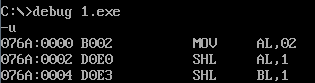 C:\>debug 1.exe
-u
076A:0000 B002 MOV AL,02
076A:0002 D0E0 SHL AL,1
076A:0004 D0E3 SHL BL,1